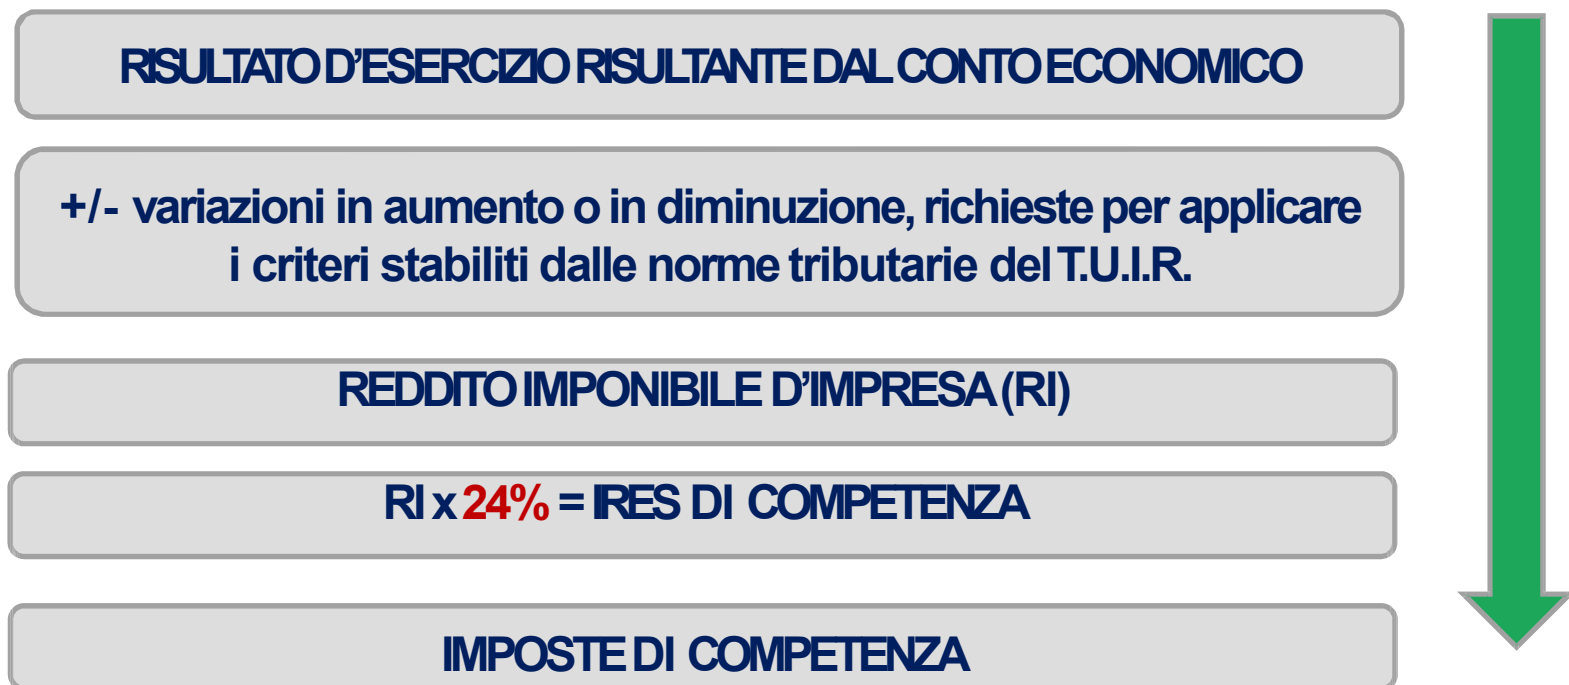 RISULTATO D’ESERCIZIO RISULTANTE DAL CONTO ECONOMICO
+/- variazioni in aumento o in diminuzione, richieste per applicare
i criteri stabiliti dalle norme tributarie del T.U.I.R.
REDDITO IMPONIBILE D’IMPRESA (RI)
RI x 24% = IRES DI COMPETENZA
IMPOSTE DI COMPETENZA